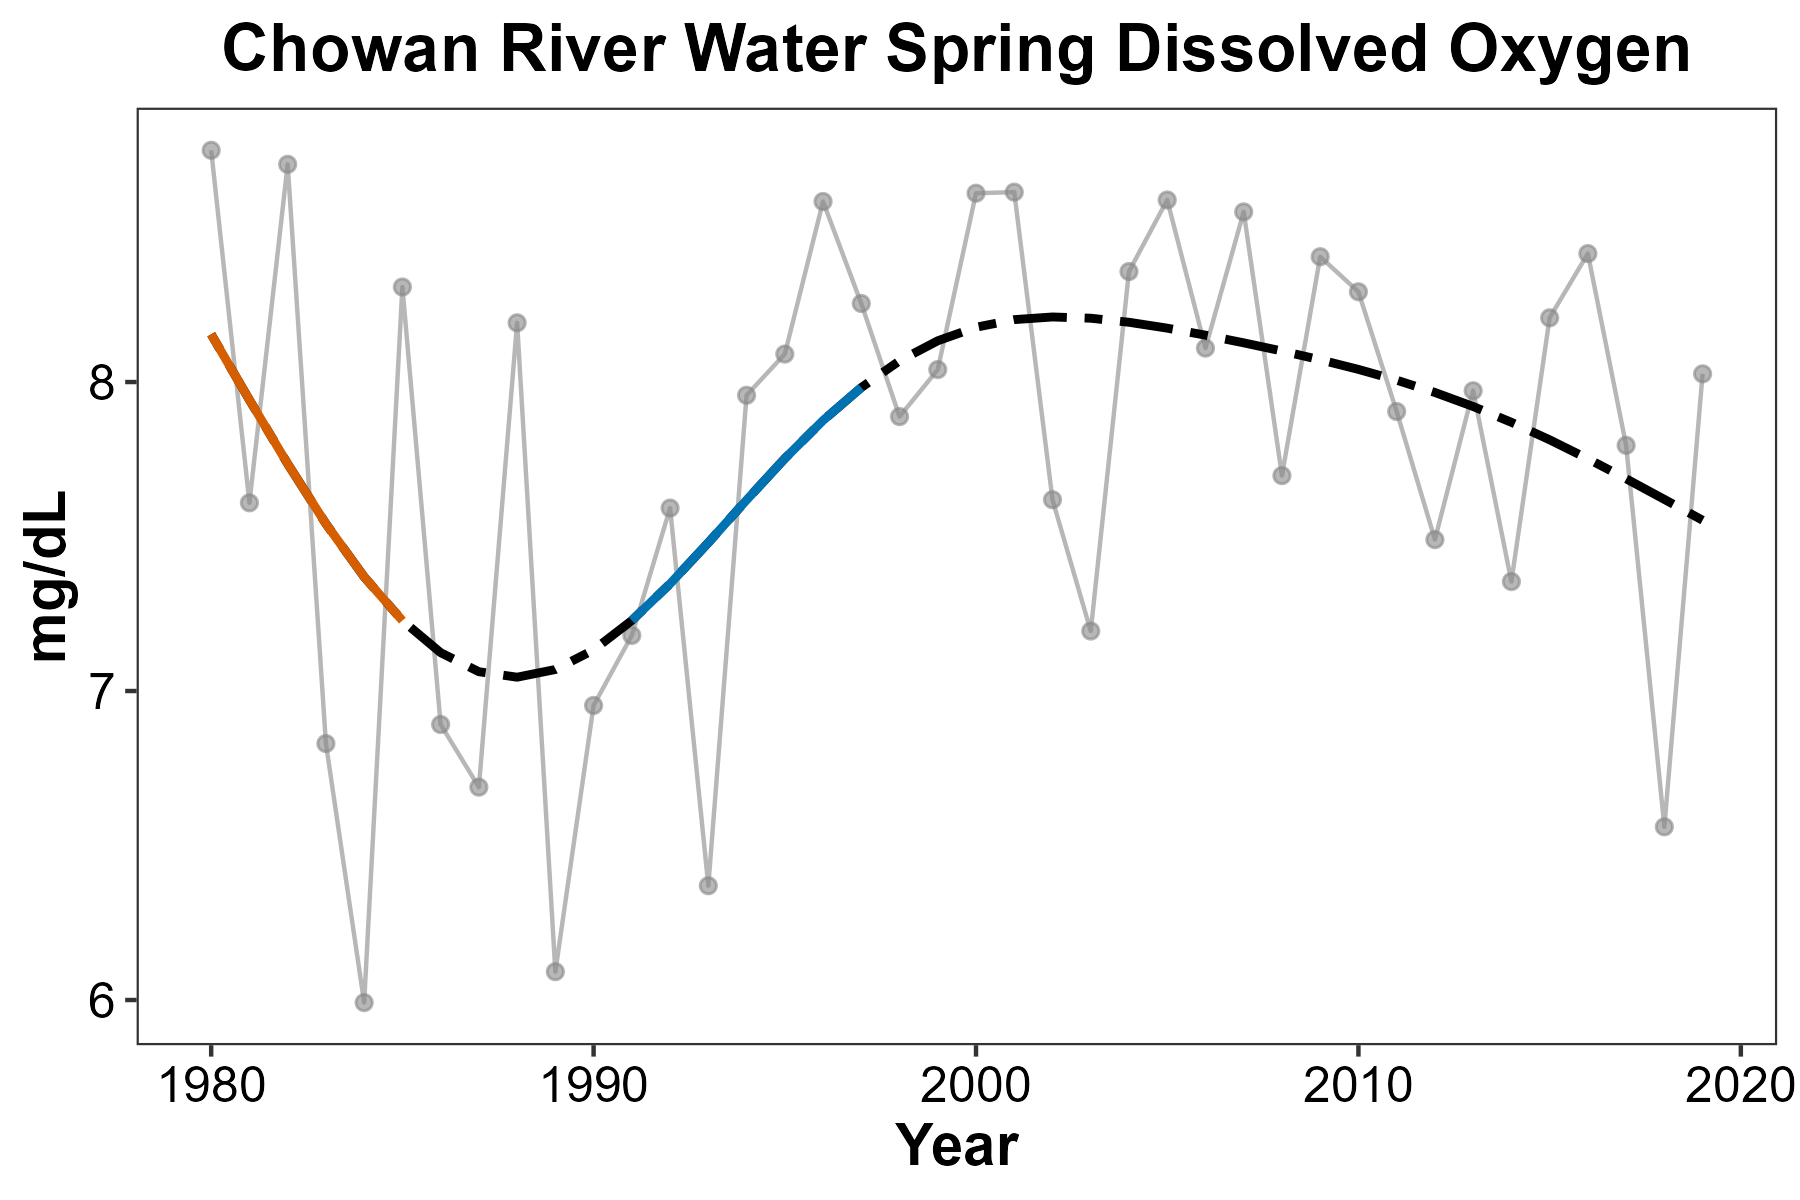 Chowan River Water Spring Dissolved Oxygen
mg/dL
8
7
6
1980 1990 2000 2010 2020
Year